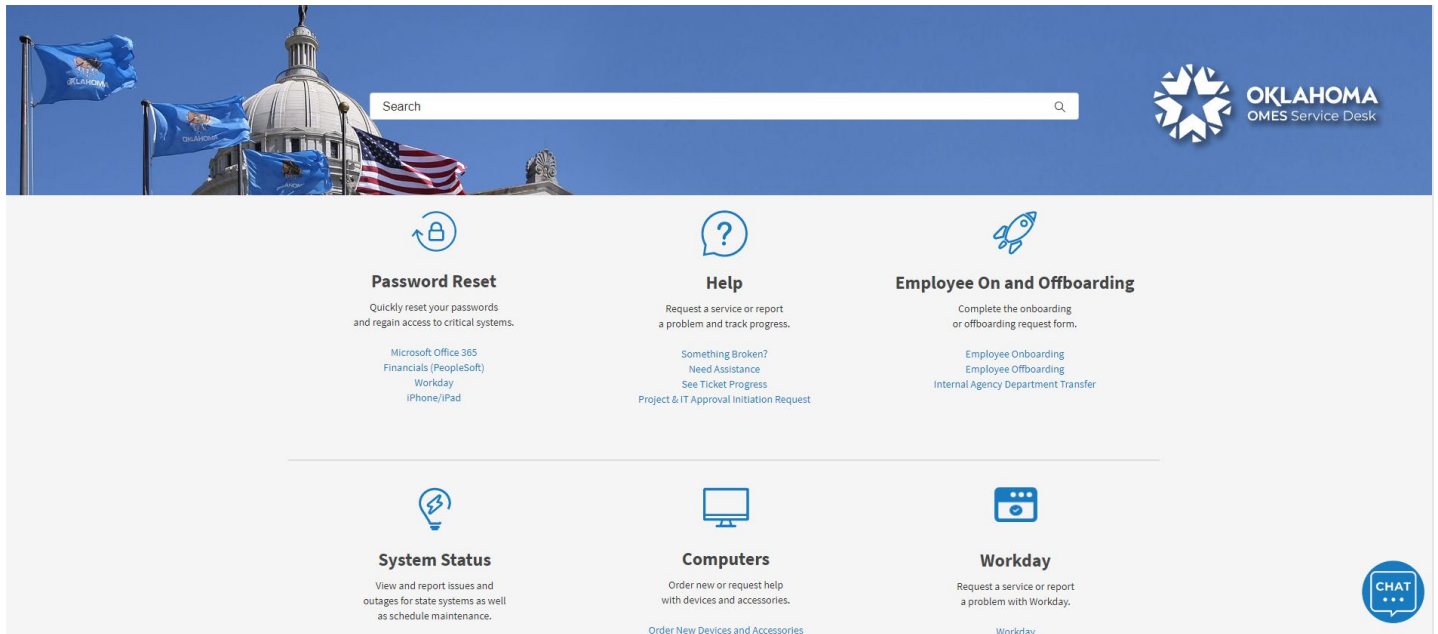 OKLAHOMA
OKLAHOMA
Search
OKLAHOMA
OMES Service Desk
Password Reset
Quickly reset your passwords
and regain access to critical systems.
Microsoft Office 365
Financials (PeopleSoft)
Workday
iPhone/iPad
Help
Request a service or report
a problem and track progress.
Something Broken?
Need Assistance
See Ticket Progress
Project & IT Approval Initiation Request
Employee On and Offboarding
Complete the onboarding
or offboarding request form.
Employee Onboarding
Employee Offboarding
Internal Agency Department Transfer
System Status
View and report issues and
outages for state systems as well
as schedule maintenance.
Computers
Order new or request help
with devices and accessories.
Order New Devices and Accessories
Workday
Request a service or report
a problem with Workday.
Workday
CHAT